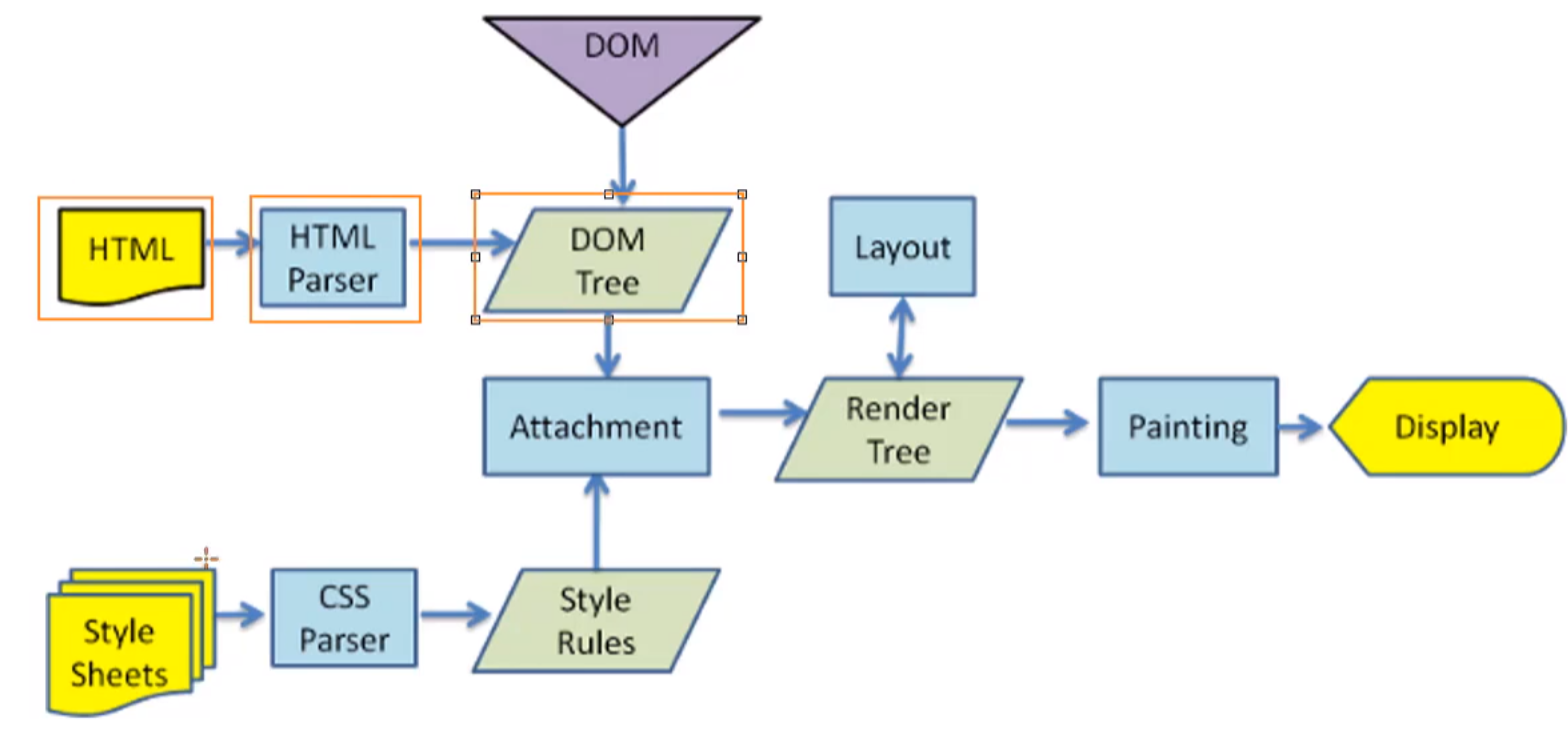 DOM
HTML
HTML
Parser
DOM
Tree
Layout
Attachment
Render
Tree
Painting
Display
Style
Sheets
CSS
Parser
Style
Rules